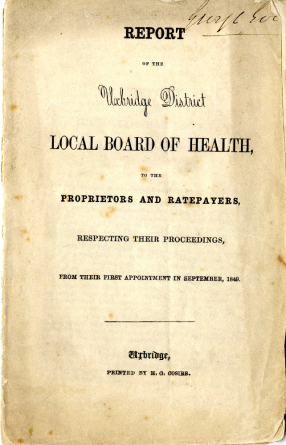 REPORT
OF THE
Uxbridge District
LOCAL BOARD OF HEALTH,
TO THE
PROPRIETORS AND RATEPAYERS,
RESPECTING THEIR PROCEEDINGS,
FROM THEIR FIRST APPOINTMENT IN SEPTEMBER, 1849.
Uxbridge,
PRINTED BY H. G. COSIER.